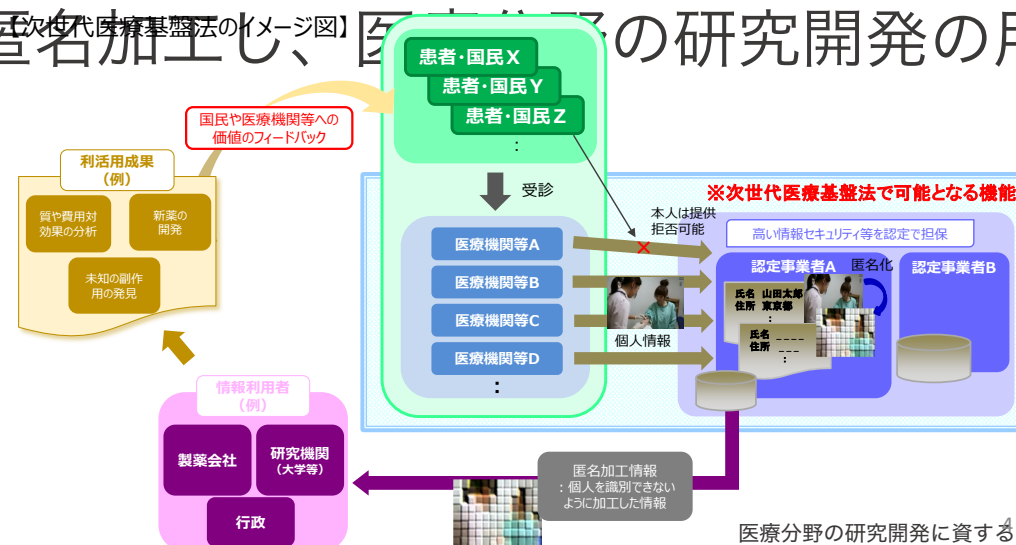 匿名加工し、医療分野の研究開発の用
【次世代医療基盤法のイメージ図】
患者・国民X
患者・国民Y
患者・国民Z
：
国民や医療機関等への
価値のフィードバック
利活用成果
（例）
質や費用対
効果の分析
新薬の
開発
未知の副作
用の発見
受診
※次世代医療基盤法で可能となる機能
本人は提供
拒否可能
高い情報セキュリティ等を認定で担保
医療機関等A
医療機関等B
医療機関等C
医療機関等D
：
個人情報
認定事業者A
匿名化
認定事業者B
氏名 山田太郎
住所 東京都
：
氏名 ＿＿＿＿
住所 ＿＿＿
：
情報利用者
（例）
製薬会社
研究機関
（大学等）
行政
匿名加工情報
：個人を識別できない
ように加工した情報
医療分野の研究開発に資する
4